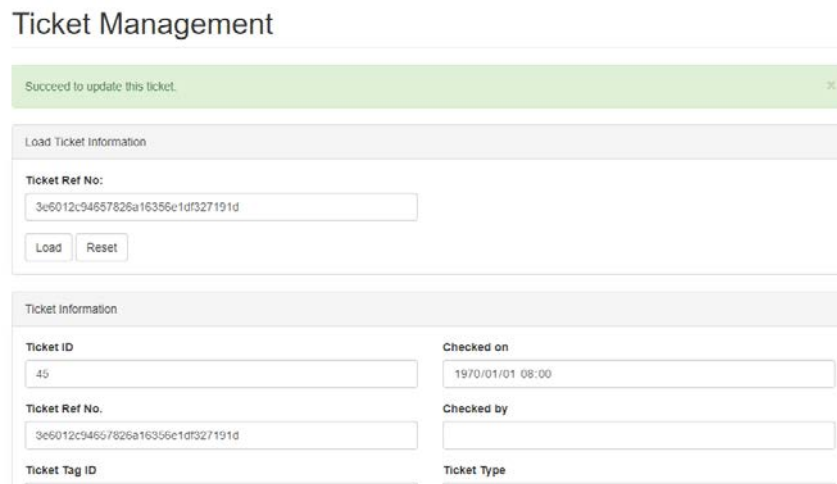 Ticket Management
Succeed to update this ticket.
×
Load Ticket Information
Ticket Ref No:
3e6012c94657826a16356e1df327191d
Load Reset
Ticket Information
Ticket ID
Checked on
45
1970/01/01 08:00
Ticket Ref No.
Checked by
3e6012c94657826a16356e1df327191d
Ticket Tag ID
Ticket Type